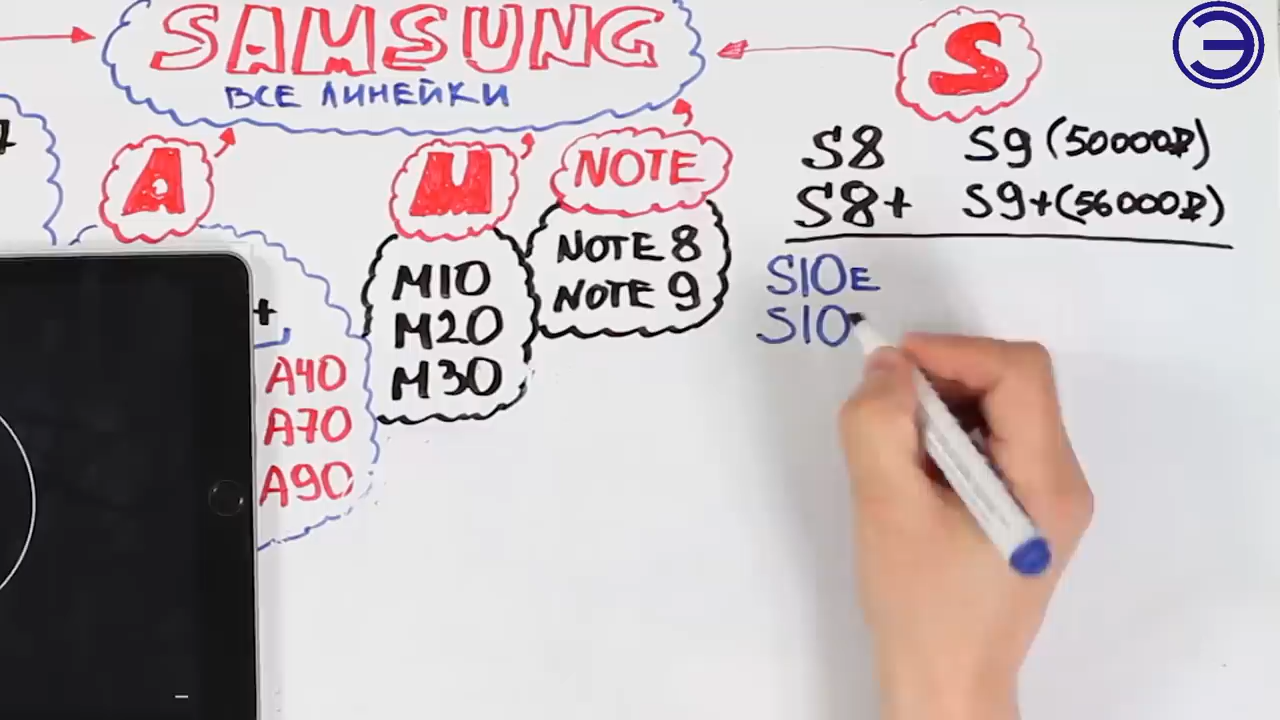 SAMSUNG
ВСЕ ЛИНЕЙКИ
S
A
M
NOTE
S8 S9 (50000₽)
S8+ S9+ (56000₽)
NOTE 8
NOTE 9
M10
M20
M30
S10E
S10
+
A40
A70
A90
Э